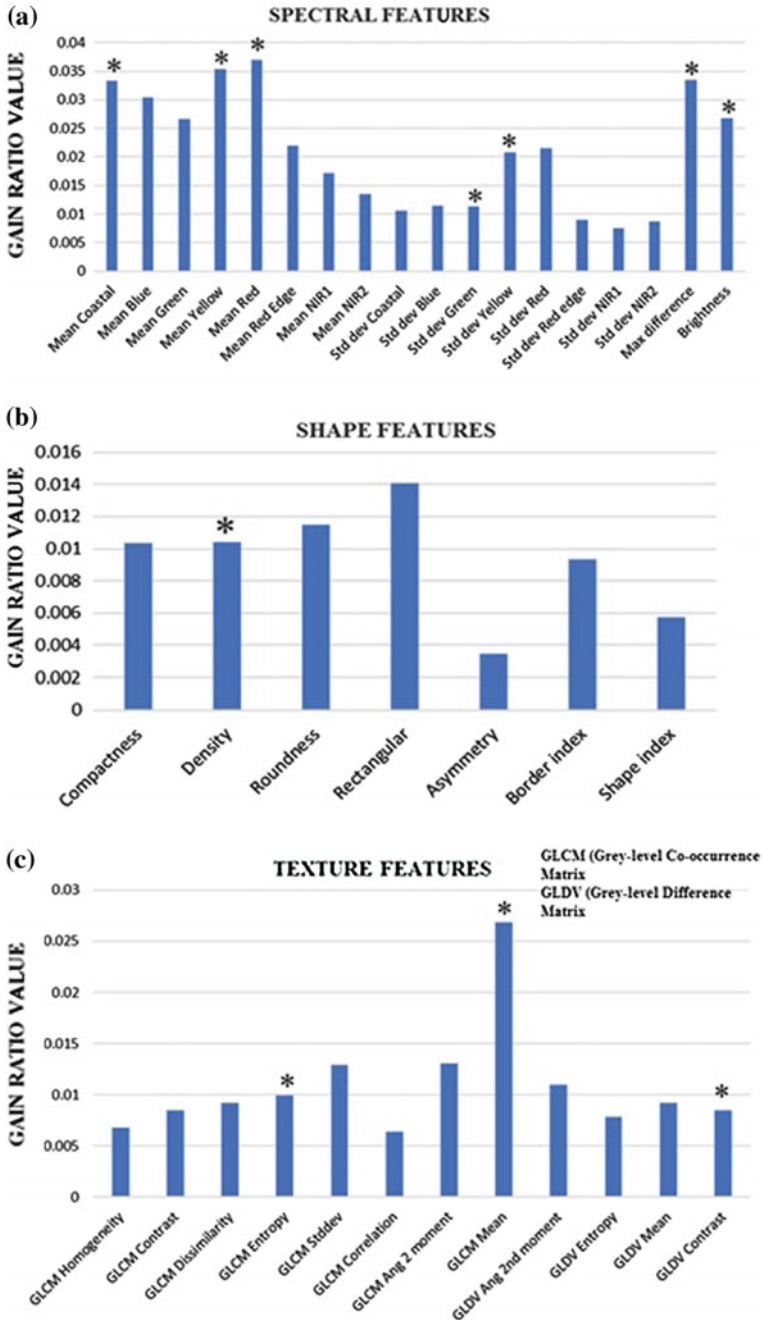 (a)
SPECTRAL FEATURES
GAIN RATIO VALUE
0.04
0.035
0.03
0.025
0.02
0.015
0.01
0.005
0
*
*
*
*
*
*
*
Mean Coastal
Mean Blue
Mean Green
Mean Yellow
Mean Red
Mean Red Edge
Mean NIR1
Mean NIR2
Std dev Coastal
Std dev Blue
Std dev Green
Std dev Yellow
Std dev Red
Std dev Red edge
Std dev NIR1
Std dev NIR2
Max difference
Brightness
(b)
SHAPE FEATURES
GAIN RATIO VALUE
0.016
0.014
0.012
0.01
0.008
0.006
0.004
0.002
0
*
Compactness
Density
Roundness
Rectangular
Asymmetry
Border index
Shape index
(c)
TEXTURE FEATURES
GLCM (Grey-level Co-occurrence
Matrix
GLDV (Grey-level Difference
Matrix
GAIN RATIO VALUE
0.03
0.025
0.02
0.015
0.01
0.005
0
*
*
*
GLCM Homogeneity
GLCM Contrast
GLCM Dissimilarity
GLCM Entropy
GLCM Stddev
GLCM Correlation
GLCM Ang 2 moment
GLCM Mean
GLDV Ang 2nd moment
GLDV Entropy
GLDV Mean
GLDV Contrast